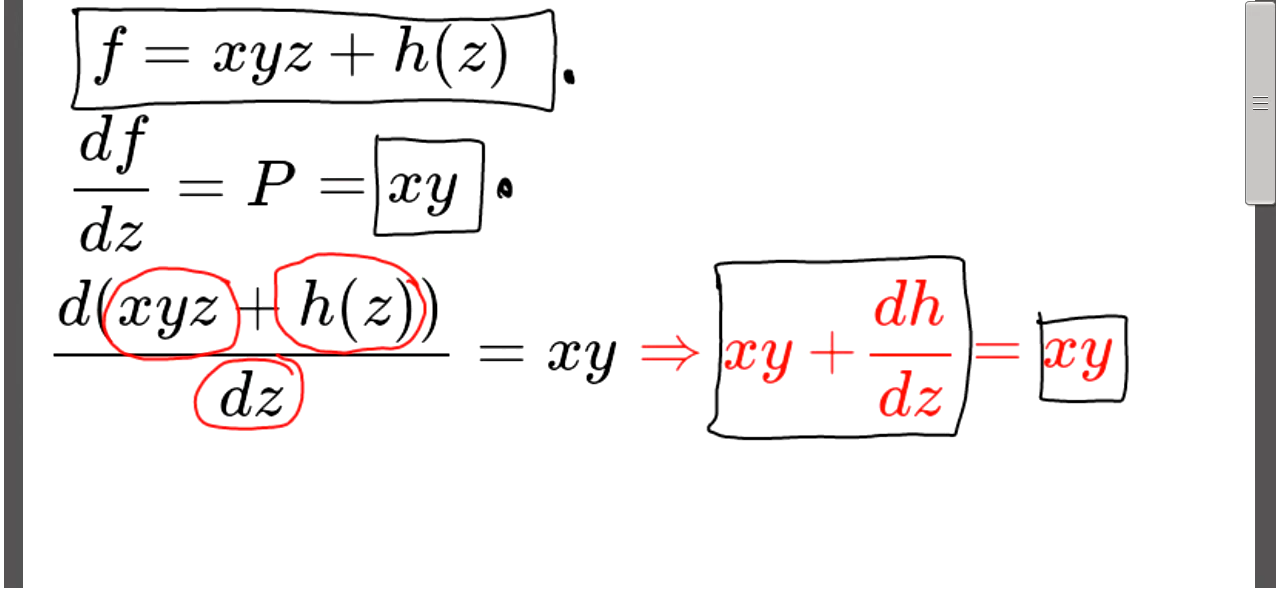 f = xyz + h(z) .
df/dz = P = xy .
d(xyz + h(z))/dz = xy ⇒ xy + dh/dz = xy